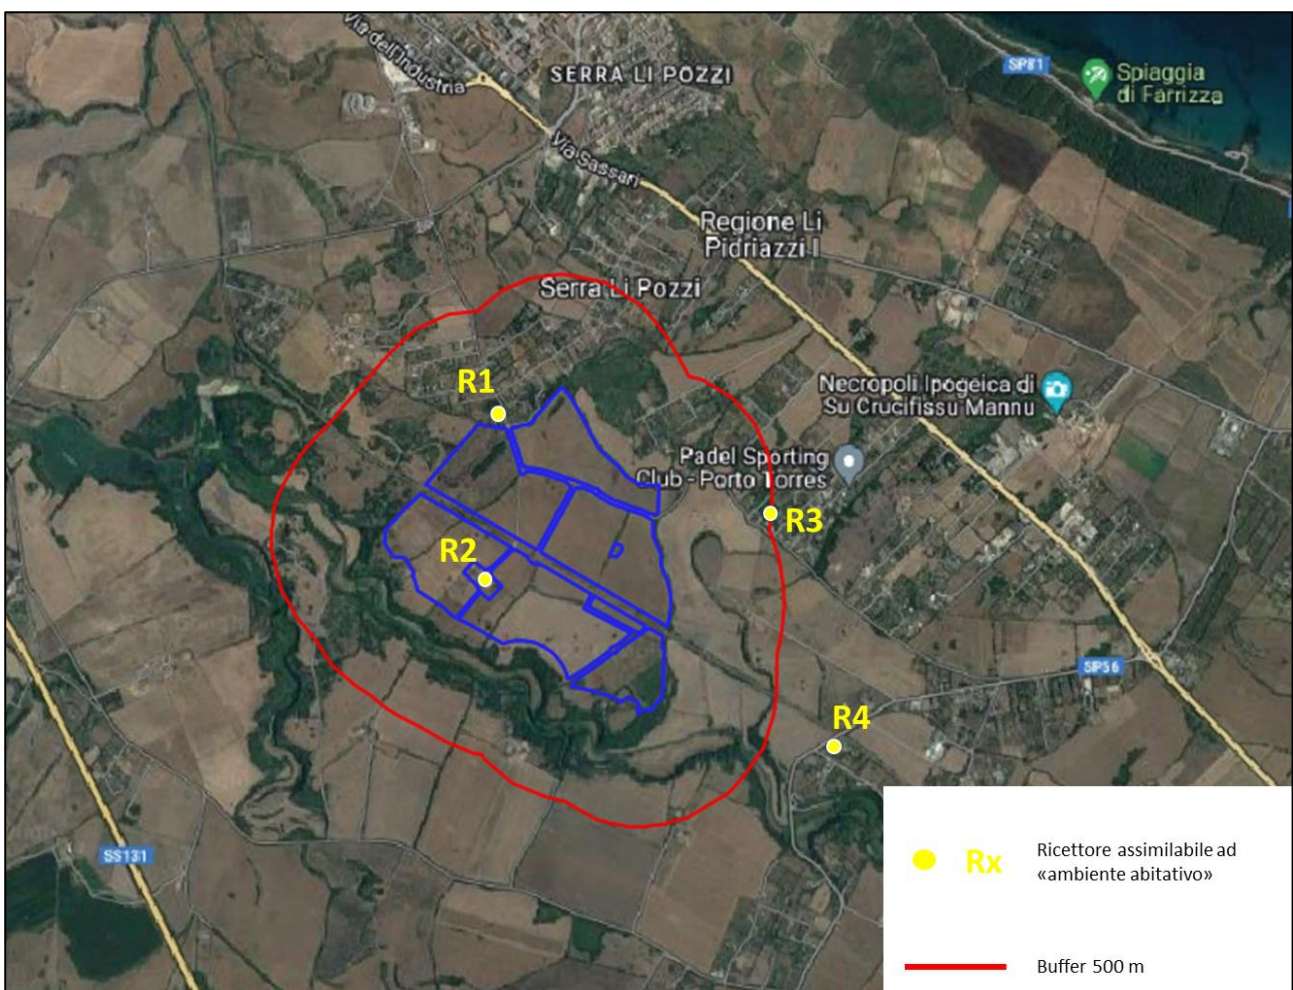 Via dell'Industria
SERRA LI POZZI
SP81
Spiaggia
di Farrizza
Via Sassari
Regione Li
Pidriazzi I
Serra Li Pozzi
R1
Necropoli Ipogeica di
Su Crucifissu Mannu
Padel Sporting
Club - Porto Torres
R3
R2
SP56
R4
SS131
Rx
Ricettore assimilabile ad
«ambiente abitativo»
Buffer 500 m